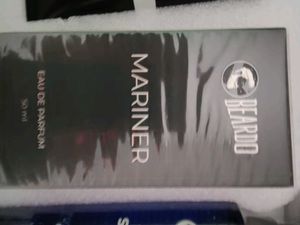 BEARDO
MARINER
EAU DE PARFUM
50 ml